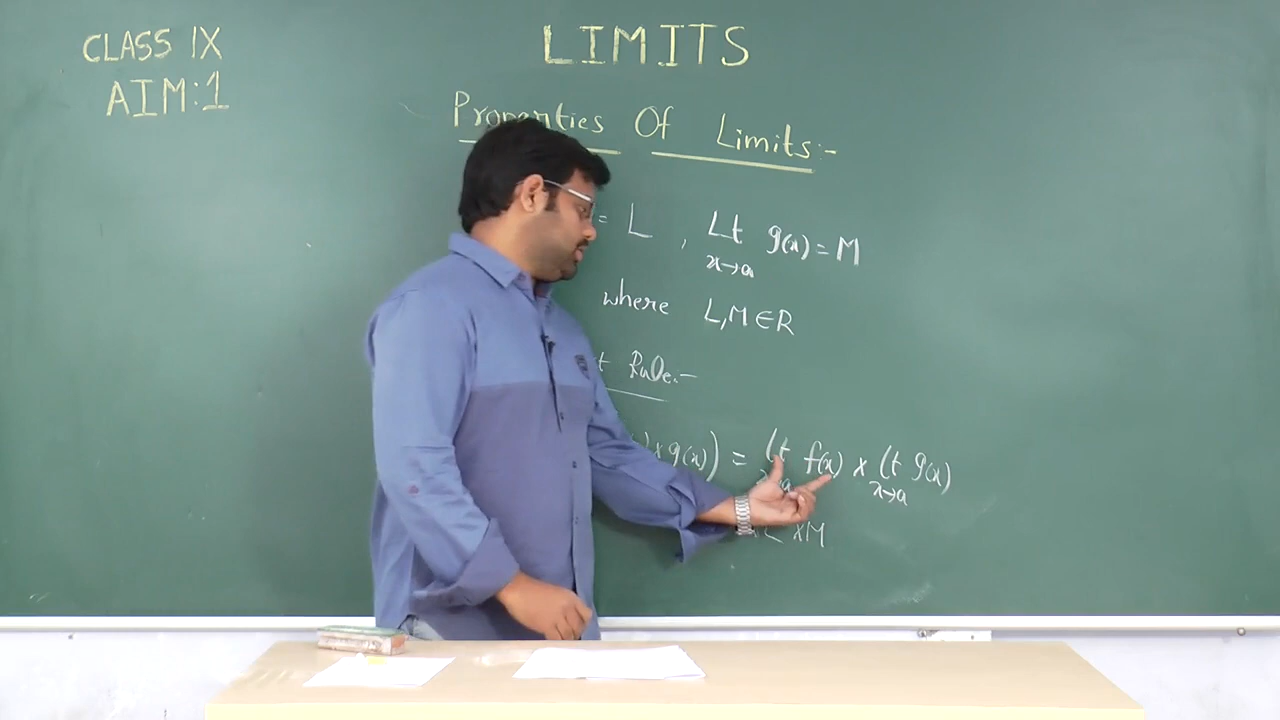 CLASS IX
AIM:1
LIMITS
Properties Of Limits:-
= L , Lt g(x) = M
x→a
where L,M∈R
t Rule:-
) x g(x)) = Lt f(x) x Lt g(x)
x→a x→a
L x M